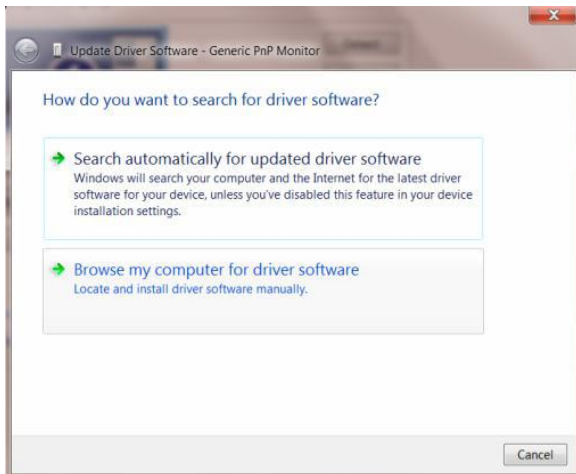 Update Driver Software - Generic PnP Monitor
How do you want to search for driver software?
Search automatically for updated driver software
Windows will search your computer and the Internet for the latest driver
software for your device, unless you've disabled this feature in your device
installation settings.
Browse my computer for driver software
Locate and install driver software manually.
Cancel